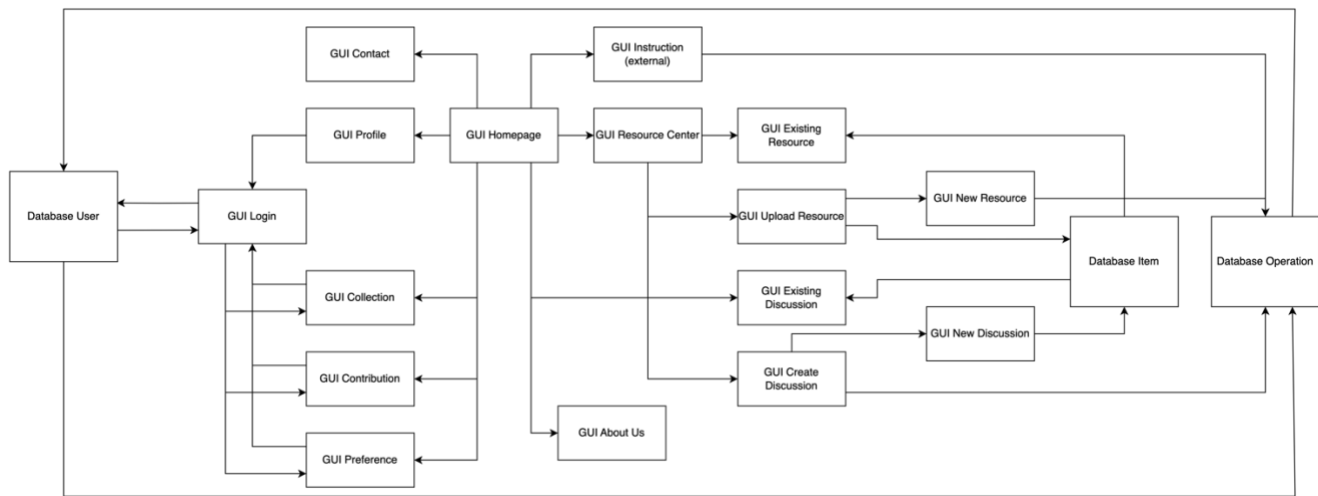 GUI Contact
GUI Instruction
(external)
GUI Profile
GUI Homepage
GUI Resource Center
GUI Existing
Resource
Database User
GUI Login
GUI Upload Resource
GUI New Resource
Database Item
Database Operation
GUI Collection
GUI Existing
Discussion
GUI New Discussion
GUI Contribution
GUI Create
Discussion
GUI About Us
GUI Preference